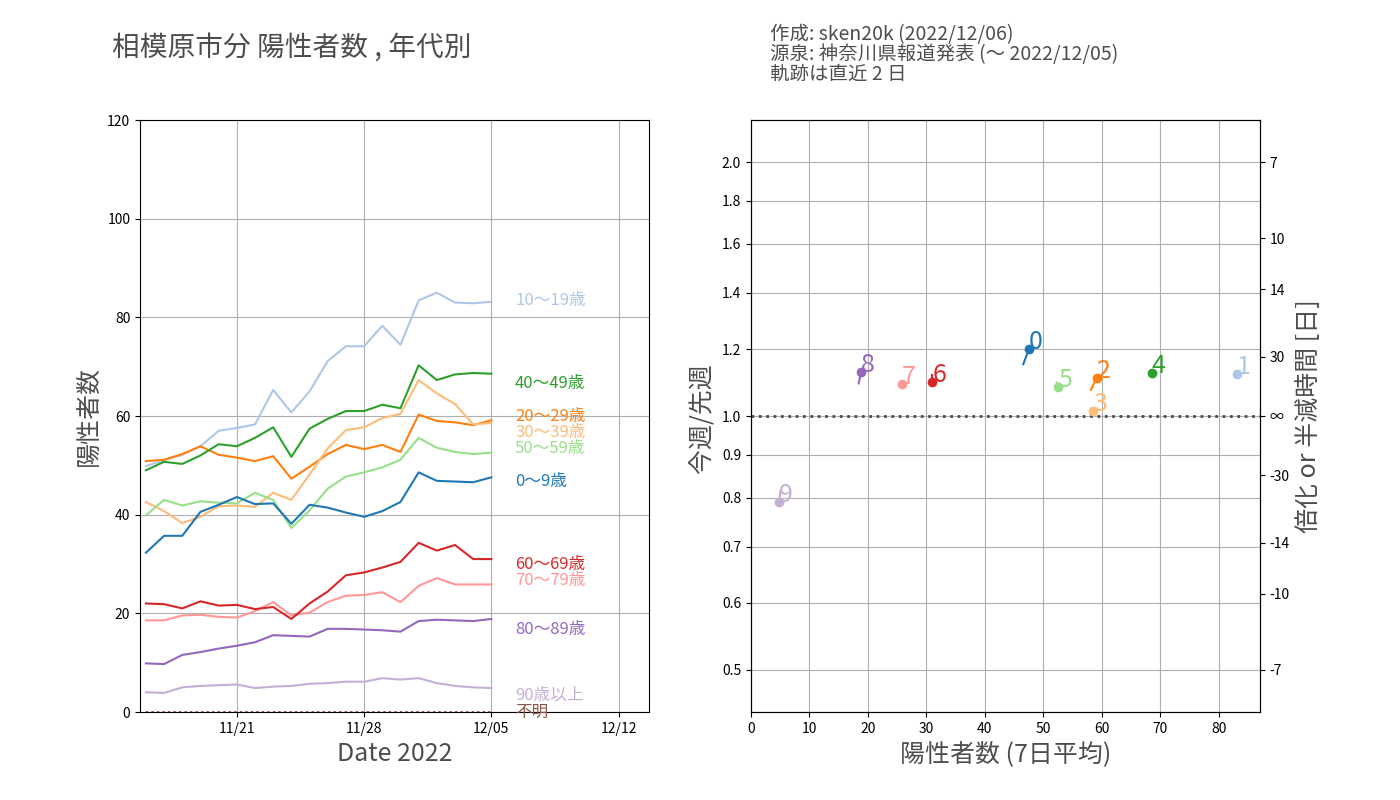 相模原市分 陽性者数 , 年代別
作成: sken20k (2022/12/06)
源泉: 神奈川県報道発表 (〜 2022/12/05)
軌跡は直近 2 日
陽性者数
120
100
80
60
40
20
0
10〜19歳
40〜49歳
20〜29歳
30〜39歳
50〜59歳
0〜9歳
60〜69歳
70〜79歳
80〜89歳
90歳以上
不明
11/21
11/28
12/05
12/12
Date 2022
今週/先週
2.0
1.8
1.6
1.4
1.2
1.0
0.9
0.8
0.7
0.6
0.5
0
8
7
6
5
2
3
4
1
9
7
10
14
30
∞
-30
-14
-10
-7
倍化 or 半減時間 [日]
0
10
20
30
40
50
60
70
80
陽性者数 (7日平均)